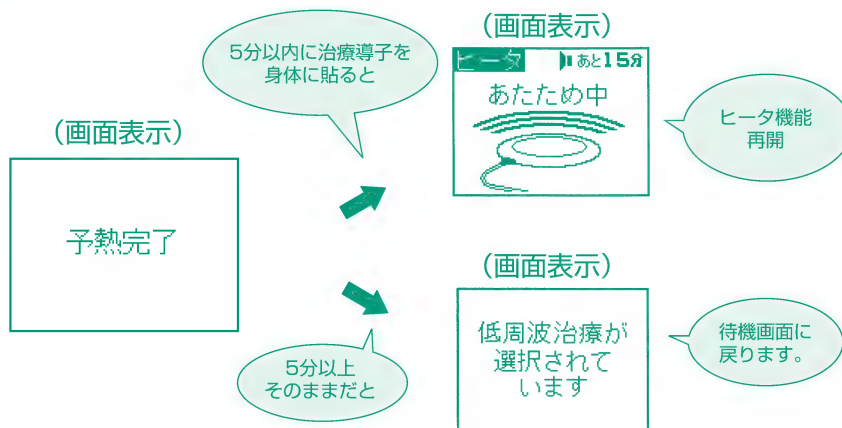 （画面表示）
予熱完了
5分以内に治療導子を
身体に貼ると
（画面表示）
ヒータ
あと15分
あたため中
ヒータ機能
再開
5分以上
そのままだと
（画面表示）
低周波治療が
選択されて
います
待機画面に
戻ります。